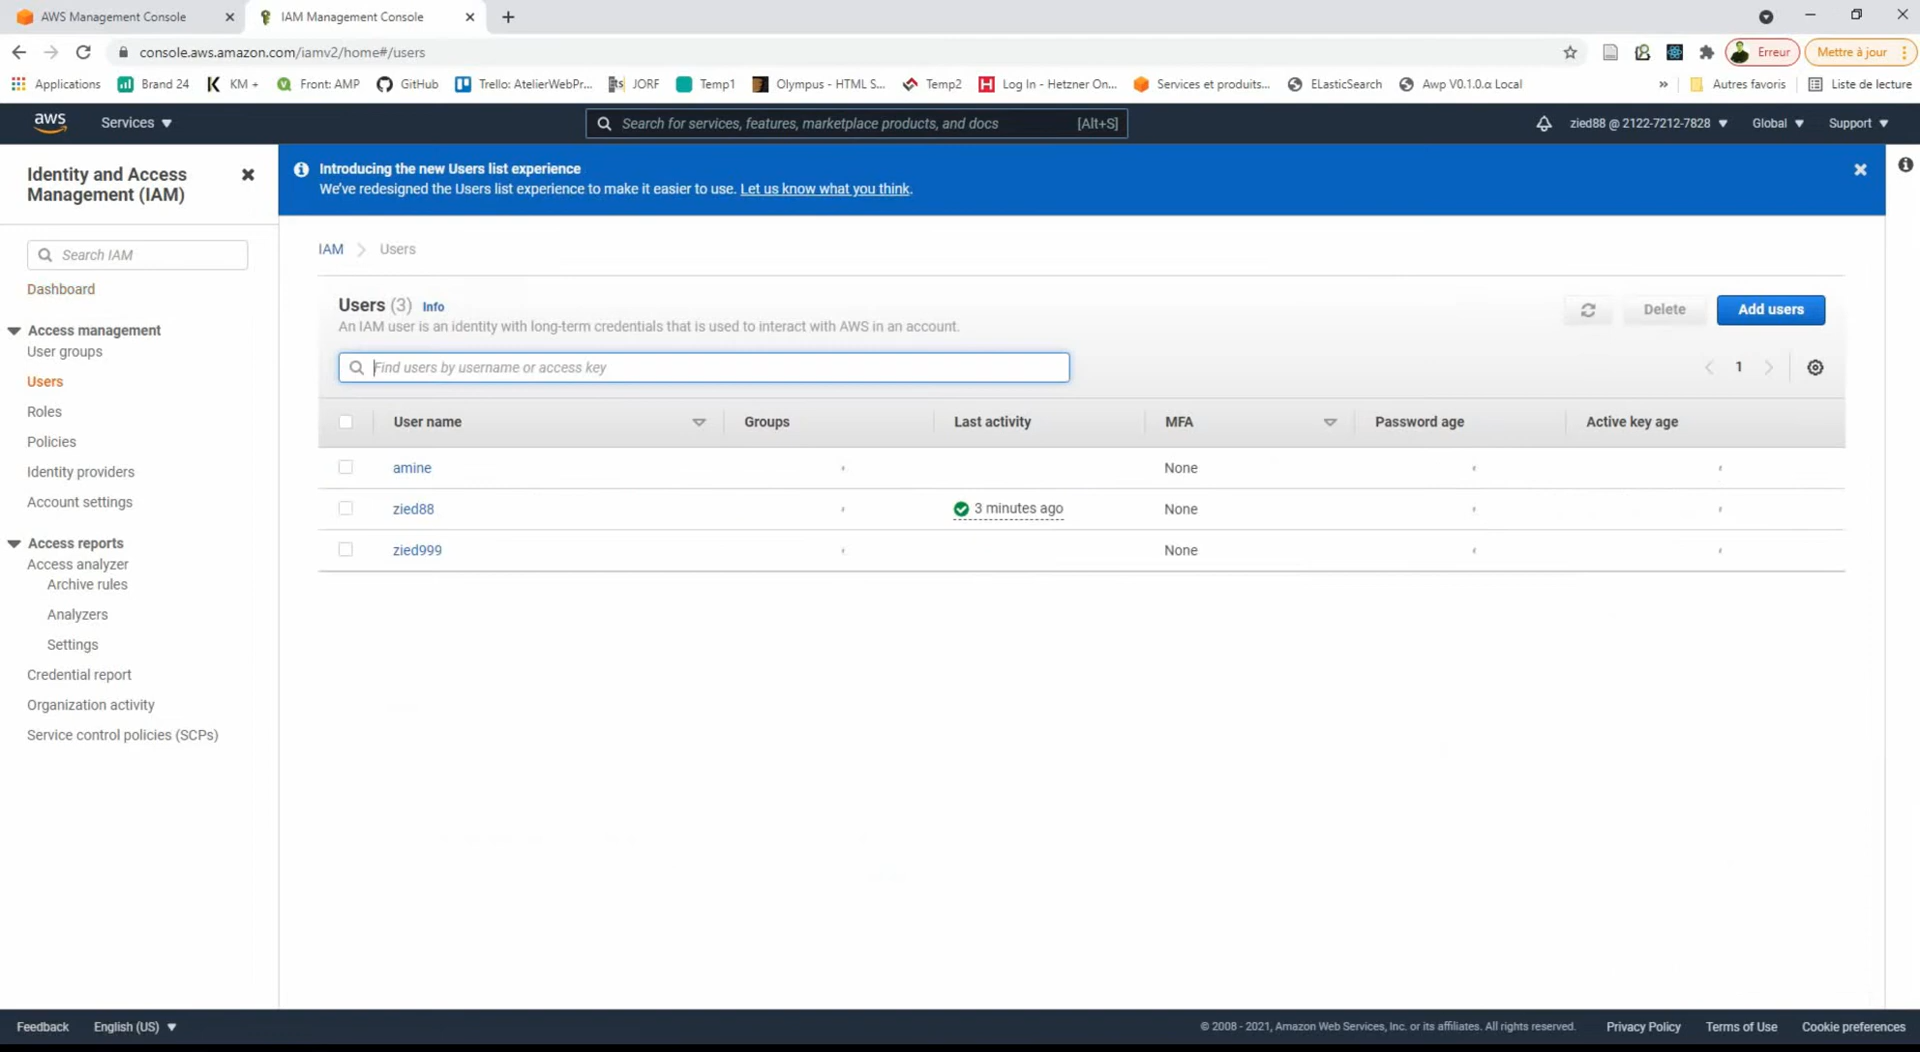 AWS Management Console
IAM Management Console
console.aws.amazon.com/iamv2/home#/users
Erreur
Mettre à jour
Applications
Brand 24
KM +
Front: AMP
GitHub
Trello: AtelierWebPr...
JORF
Temp1
Olympus - HTML S...
Temp2
Log In - Hetzner On...
Services et produits...
ELasticSearch
Awp V0.1.0.α Local
»
Autres favoris
Liste de lecture
aws
Services
Search for services, features, marketplace products, and docs
[Alt+S]
zied88 @ 2122-7212-7828
Global
Support
Identity and Access
Management (IAM)
Search IAM
Dashboard
Access management
User groups
Users
Roles
Policies
Identity providers
Account settings
Access reports
Access analyzer
Archive rules
Analyzers
Settings
Credential report
Organization activity
Service control policies (SCPs)
Introducing the new Users list experience
We've redesigned the Users list experience to make it easier to use. Let us know what you think.
IAM
Users
Users (3) Info
An IAM user is an identity with long-term credentials that is used to interact with AWS in an account.
Delete
Add users
Find users by username or access key
1
User name
Groups
Last activity
MFA
Password age
Active key age
amine
None
zied88
3 minutes ago
None
zied999
None
Feedback
English (US)
© 2008 - 2021, Amazon Web Services, Inc. or its affiliates. All rights reserved.
Privacy Policy
Terms of Use
Cookie preferences